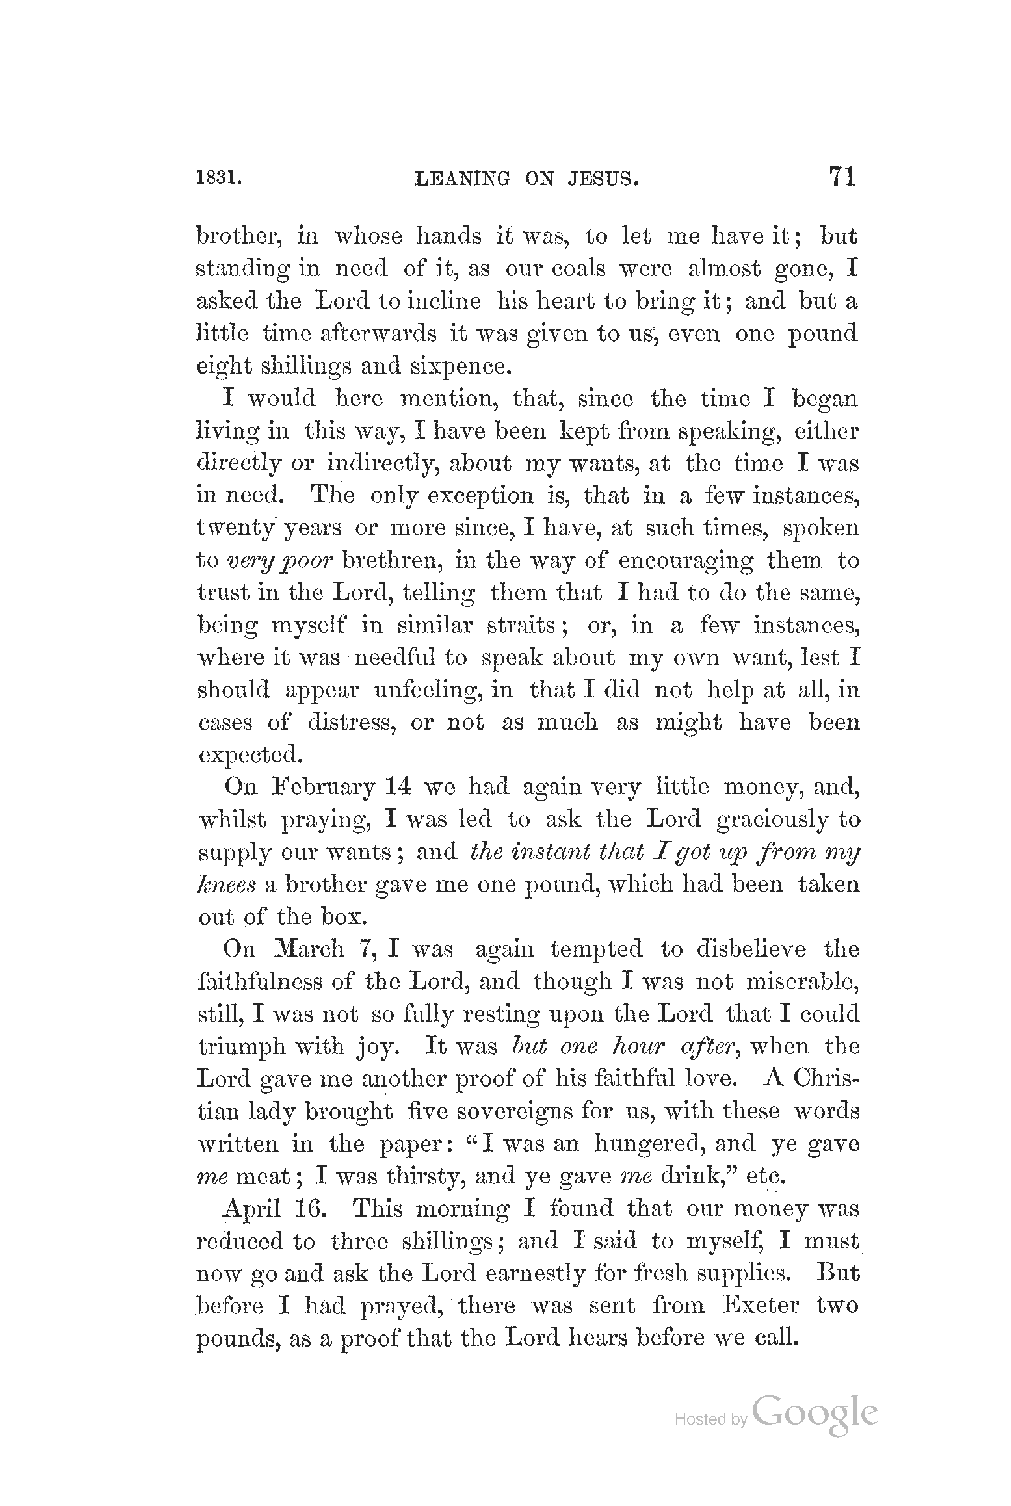 1831. LEANING ON JESUS. 71
brother, in whose hands it was, to let me have it; but
standing in need of it, as our coals were almost gone, I
asked the Lord to incline his heart to bring it; and but a
little time afterwards it was given to us, even one pound
eight shillings and sixpence.
I would here mention, that, since the time I began
living in this way, I have been kept from speaking, either
directly or indirectly, about my wants, at the time I was
in need. The only exception is, that in a few instances,
twenty years or more since, I have, at such times, spoken
to very poor brethren, in the way of encouraging them to
trust in the Lord, telling them that I had to do the same,
being myself in similar straits; or, in a few instances,
where it was needful to speak about my own want, lest I
should appear unfeeling, in that I did not help at all, in
cases of distress, or not as much as might have been
expected.
On February 14 we had again very little money, and,
whilst praying, I was led to ask the Lord graciously to
supply our wants; and the instant that I got up from my
knees a brother gave me one pound, which had been taken
out of the box.
On March 7, I was again tempted to disbelieve the
faithfulness of the Lord, and though I was not miserable,
still, I was not so fully resting upon the Lord that I could
triumph with joy. It was but one hour after, when the
Lord gave me another proof of his faithful love. A Chris-
tian lady brought five sovereigns for us, with these words
written in the paper: "I was an hungered, and ye gave
me meat; I was thirsty, and ye gave me drink," etc.
April 16. This morning I found that our money was
reduced to three shillings; and I said to myself, I must
now go and ask the Lord earnestly for fresh supplies. But
before I had prayed, there was sent from Exeter two
pounds, as a proof that the Lord hears before we call.
Hosted by Google